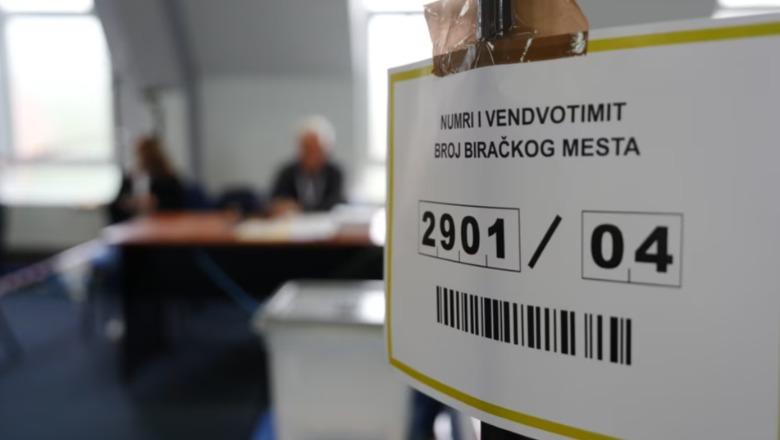 NUMRI I VENDVOTIMIT
BROJ BIRAČKOG MESTA
2901 / 04